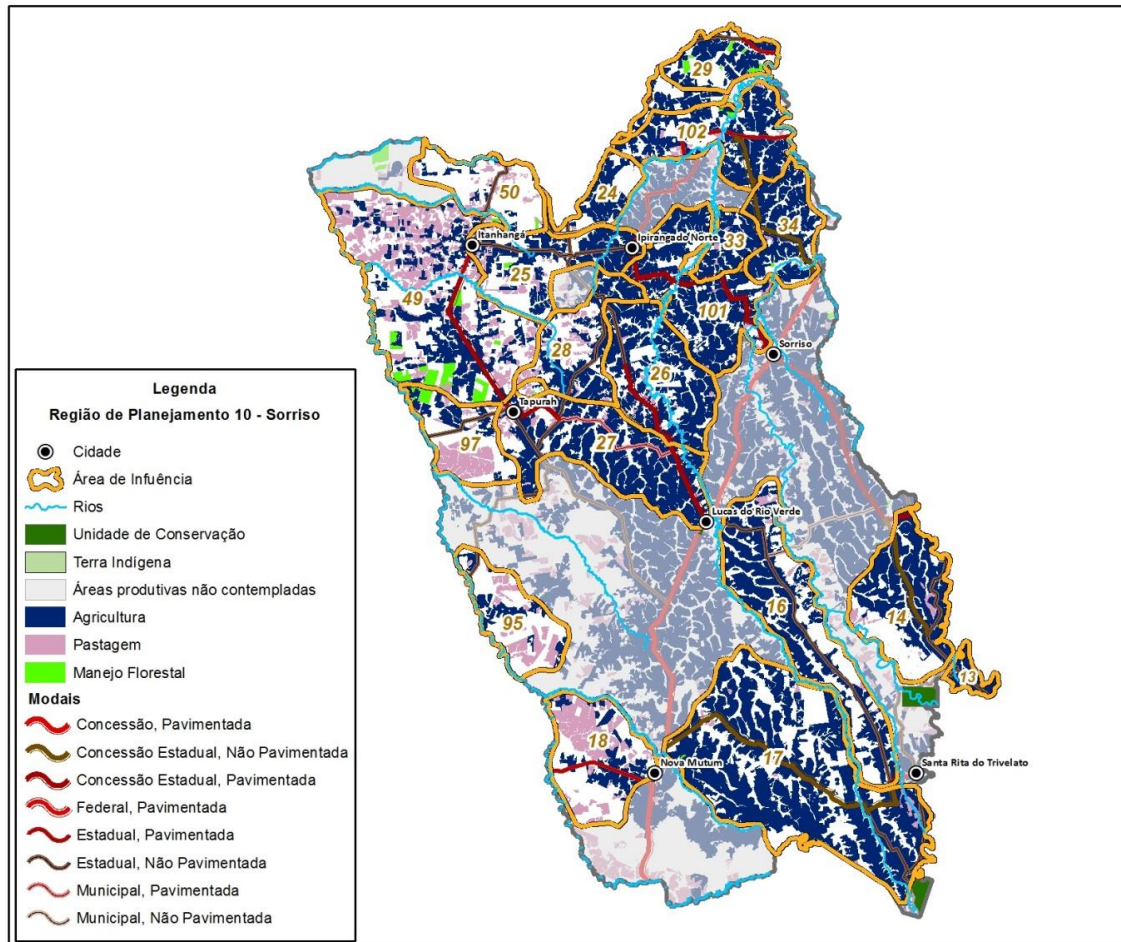 29
102
50
24
34
Itanhangá
Ipirangado Norte
33
25
49
101
Sorriso
28
26
Tapurah
27
97
Lucas do Rio Verde
16
14
95
13
18
17
Nova Mutum
Santa Rita do Trivelato
Legenda
Região de Planejamento 10 - Sorriso
Cidade
Área de Infuência
Rios
Unidade de Conservação
Terra Indígena
Áreas produtivas não contempladas
Agricultura
Pastagem
Manejo Florestal
Modais
Concessão, Pavimentada
Concessão Estadual, Não Pavimentada
Concessão Estadual, Pavimentada
Federal, Pavimentada
Estadual, Pavimentada
Estadual, Não Pavimentada
Municipal, Pavimentada
Municipal, Não Pavimentada